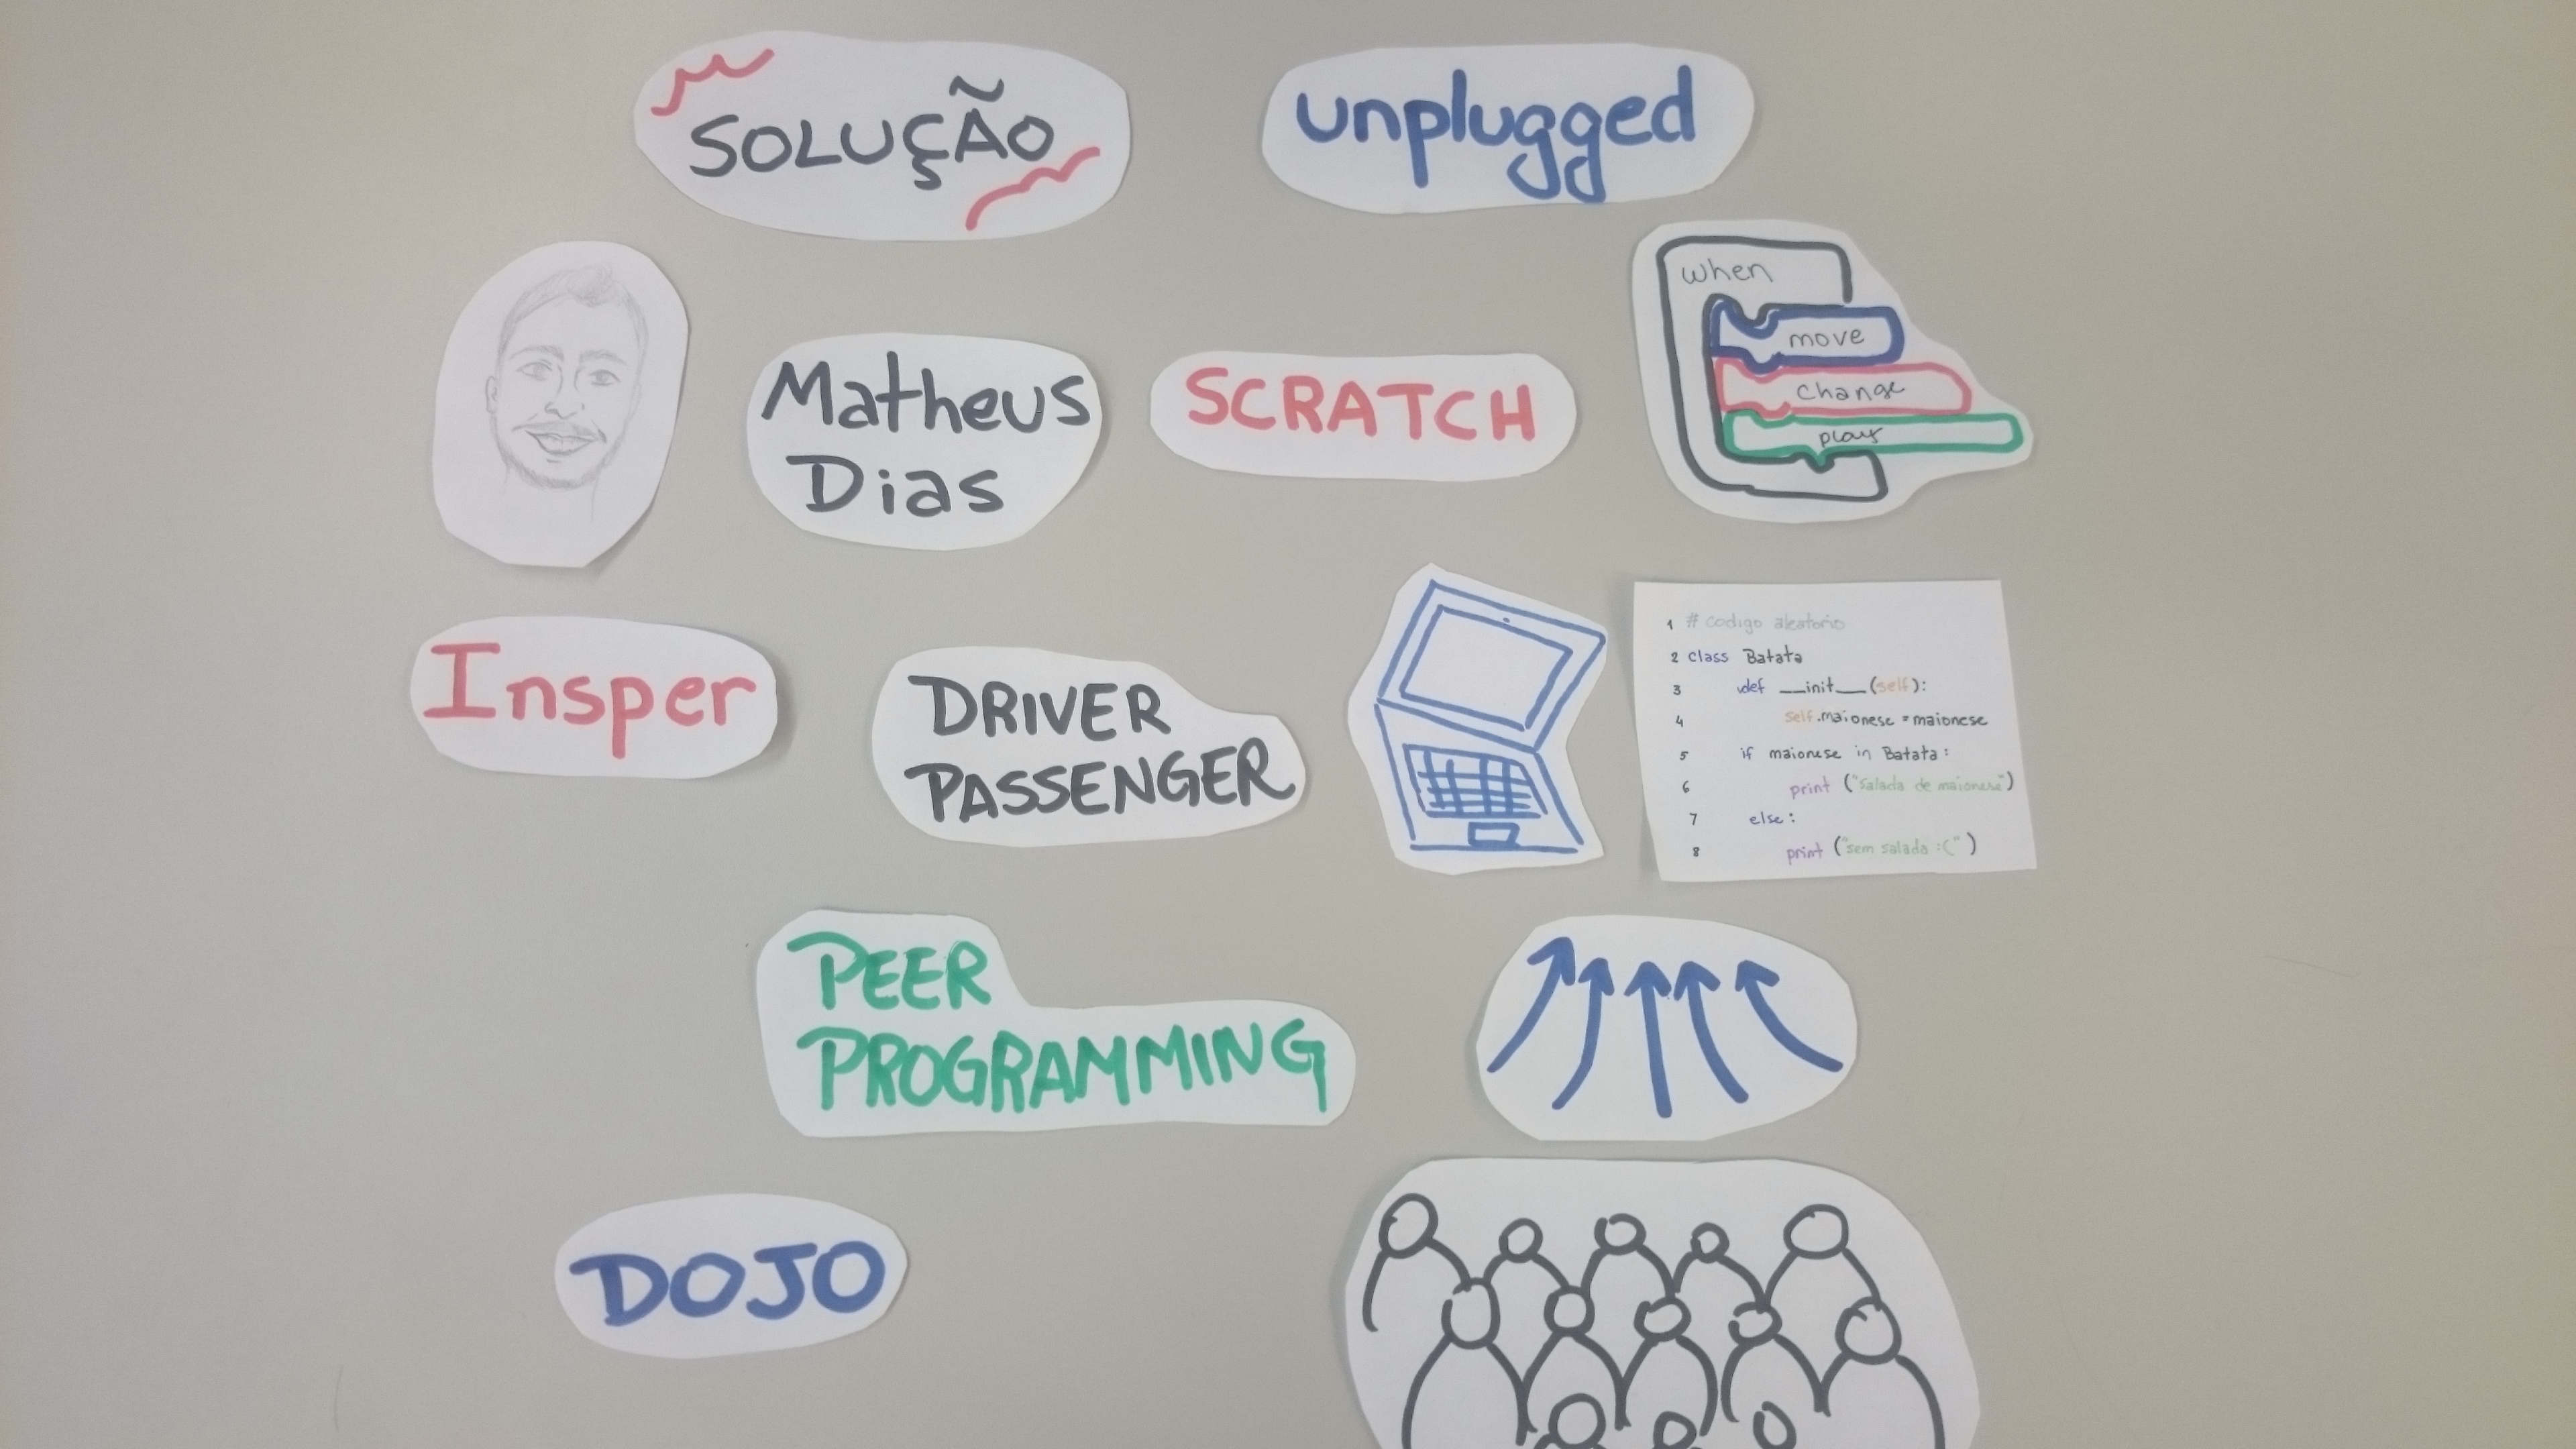 SOLUÇÃO
unplugged
when
move
change
play
Matheus
Dias
SCRATCH
Insper
DRIVER
PASSENGER
1 # codigo aleatorio
2 class Batata
3 def __init__(self):
4 self.maionese = maionese
5 if maionese in Batata:
6 print ("Salada de maionese")
7 else:
8 print ("sem salada :(")
PEER
PROGRAMMING
DOJO